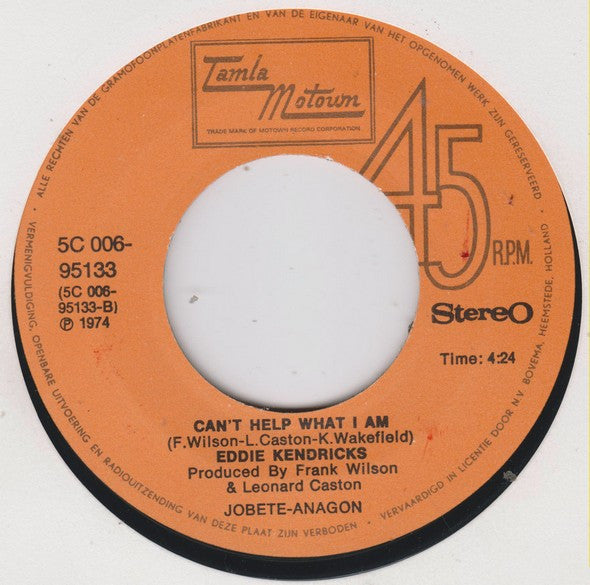 ALLE RECHTEN VAN DE GRAMOFOONPLATENFABRIKANT EN VAN DE EIGENAAR VAN HET OPGENOMEN WERK ZIJN GERESERVEERD
Tamla
Motown
TRADE MARK OF MOTOWN RECORD CORPORATION
45
R.P.M.
5C 006-
95133
(5C 006-
95133-B)
℗ 1974
Stereo
Time: 4:24
CAN'T HELP WHAT I AM
(F.Wilson-L.Caston-K.Wakefield)
EDDIE KENDRICKS
Produced By Frank Wilson
& Leonard Caston
JOBETE-ANAGON
• VERMENIGVULDIGING, OPENBARE UITVOERING EN RADIOUITZENDING VAN DEZE PLAAT ZIJN VERBODEN • VERVAARDIGD IN LICENTIE DOOR N.V. BOVEMA, HEEMSTEDE, HOLLAND •